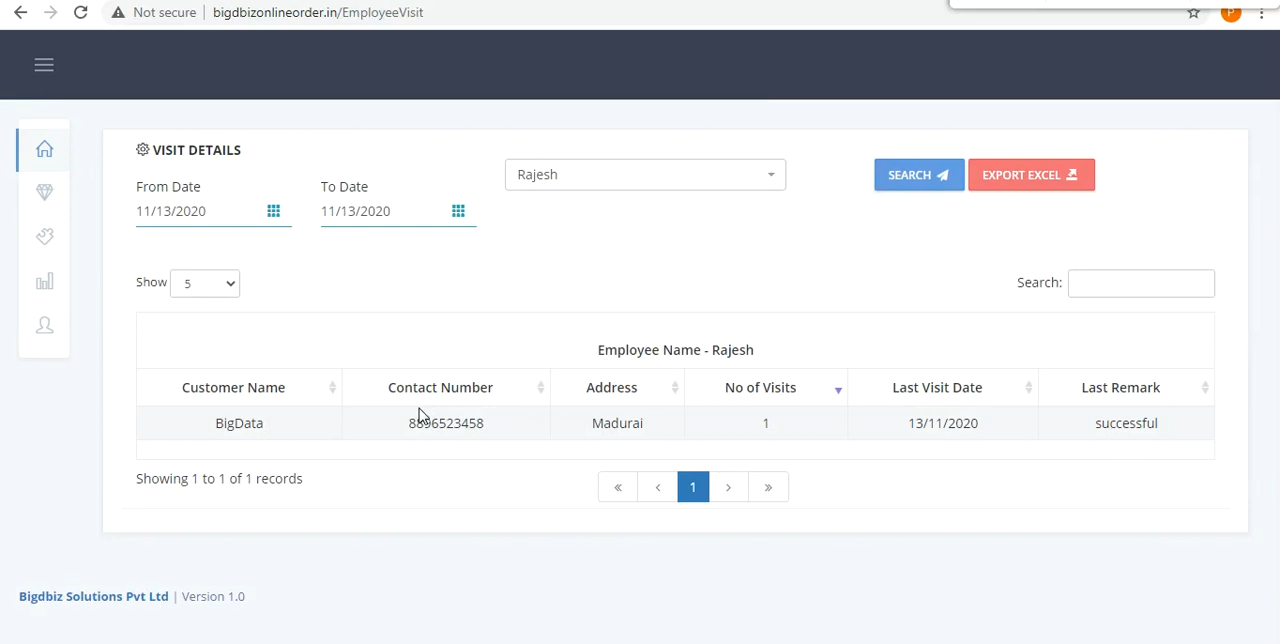 Not secure | bigdbizonlineorder.in/EmployeeVisit
P
VISIT DETAILS
From Date
To Date
Rajesh
SEARCH
EXPORT EXCEL
11/13/2020
11/13/2020
Show 5
Search:
Employee Name - Rajesh
Customer Name Contact Number Address No of Visits Last Visit Date Last Remark
BigData Madurai 1 13/11/2020 successful
Showing 1 to 1 of 1 records
« ‹ 1 › »
Bigdbiz Solutions Pvt Ltd | Version 1.0